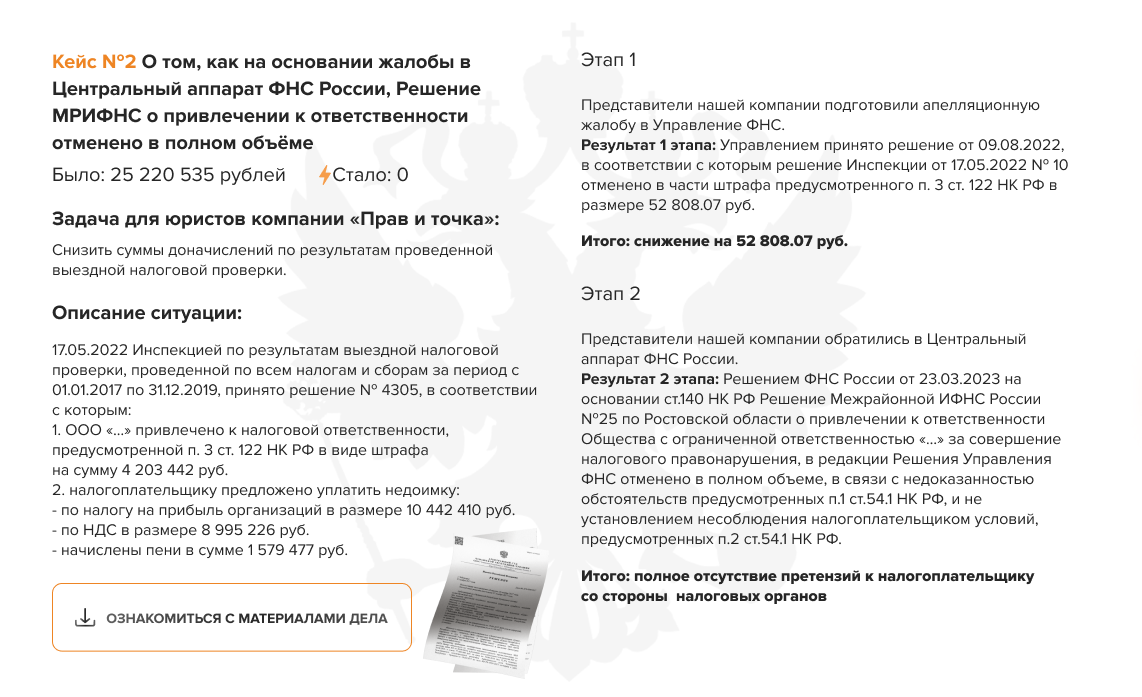 Кейс №2 О том, как на основании жалобы в
Центральный аппарат ФНС России, Решение
МРИФНС о привлечении к ответственности
отменено в полном объёме
Было: 25 220 535 рублей Стало: 0
Задача для юристов компании «Прав и точка»:
Снизить суммы доначислений по результатам проведенной
выездной налоговой проверки.
Описание ситуации:
17.05.2022 Инспекцией по результатам выездной налоговой
проверки, проведенной по всем налогам и сборам за период с
01.01.2017 по 31.12.2019, принято решение № 4305, в соответствии
с которым:
1. ООО «...» привлечено к налоговой ответственности,
предусмотренной п. 3 ст. 122 НК РФ в виде штрафа
на сумму 4 203 442 руб.
2. налогоплательщику предложено уплатить недоимку:
- по налогу на прибыль организаций в размере 10 442 410 руб.
- по НДС в размере 8 995 226 руб.
- начислены пени в сумме 1 579 477 руб.
ОЗНАКОМИТЬСЯ С МАТЕРИАЛАМИ ДЕЛА
Этап 1
Представители нашей компании подготовили апелляционную
жалобу в Управление ФНС.
Результат 1 этапа: Управлением принято решение от 09.08.2022,
в соответствии с которым решение Инспекции от 17.05.2022 № 10
отменено в части штрафа предусмотренного п. 3 ст. 122 НК РФ в
размере 52 808.07 руб.
Итого: снижение на 52 808.07 руб.
Этап 2
Представители нашей компании обратились в Центральный
аппарат ФНС России.
Результат 2 этапа: Решением ФНС России от 23.03.2023 на
основании ст.140 НК РФ Решение Межрайонной ИФНС России
№25 по Ростовской области о привлечении к ответственности
Общества с ограниченной ответственностью «...» за совершение
налогового правонарушения, в редакции Решения Управления
ФНС отменено в полном объеме, в связи с недоказанностью
обстоятельств предусмотренных п.1 ст.54.1 НК РФ, и не
установлением несоблюдения налогоплательщиком условий,
предусмотренных п.2 ст.54.1 НК РФ.
Итого: полное отсутствие претензий к налогоплательщику
со стороны налоговых органов